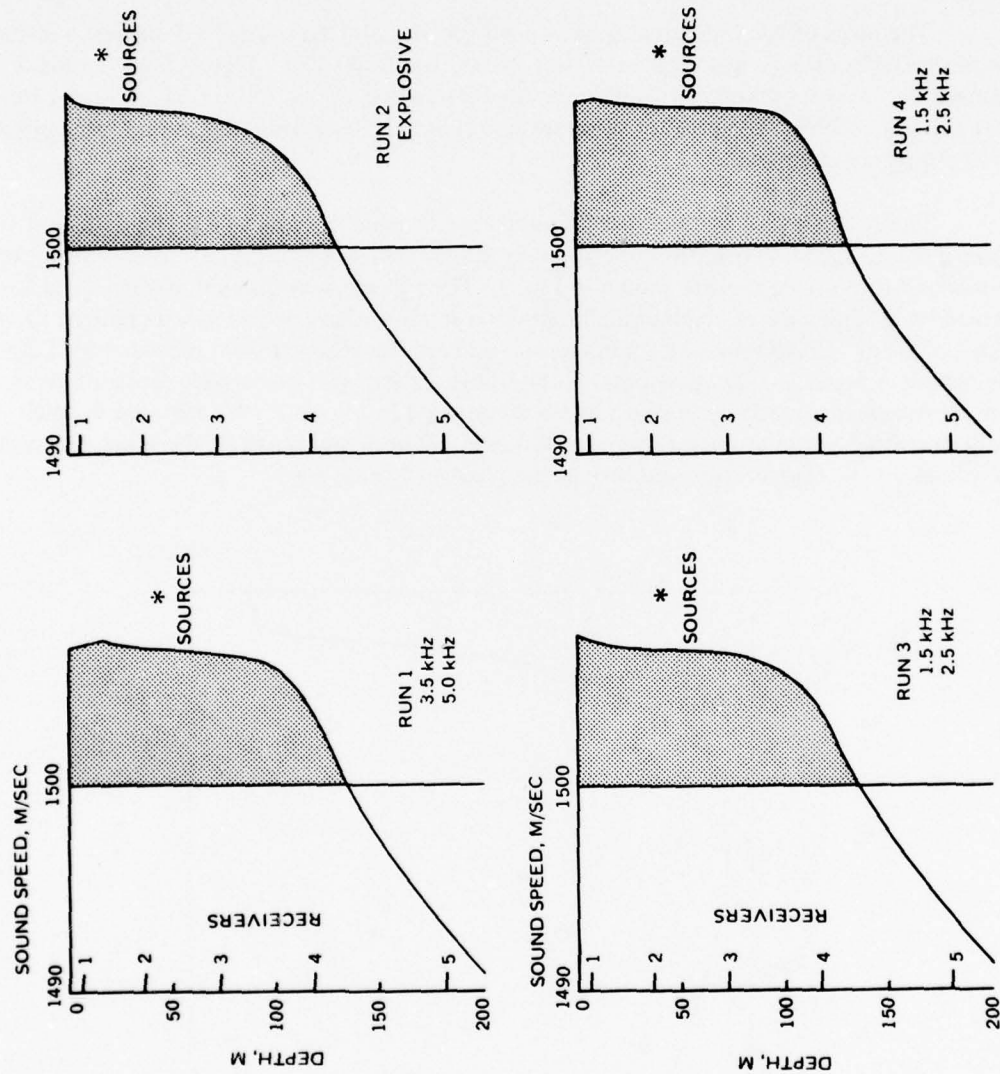 SOUND SPEED, M/SEC
1490
1500
0
50
100
150
200
DEPTH, M
1
2
3
4
5
RECEIVERS
*
SOURCES
RUN 1
3.5 kHz
5.0 kHz
1490
1500
1
2
3
4
5
*
SOURCES
RUN 2
EXPLOSIVE
SOUND SPEED, M/SEC
1490
1500
0
50
100
150
200
DEPTH, M
1
2
3
4
5
RECEIVERS
*
SOURCES
RUN 3
1.5 kHz
2.5 kHz
1490
1500
1
2
3
4
5
*
SOURCES
RUN 4
1.5 kHz
2.5 kHz